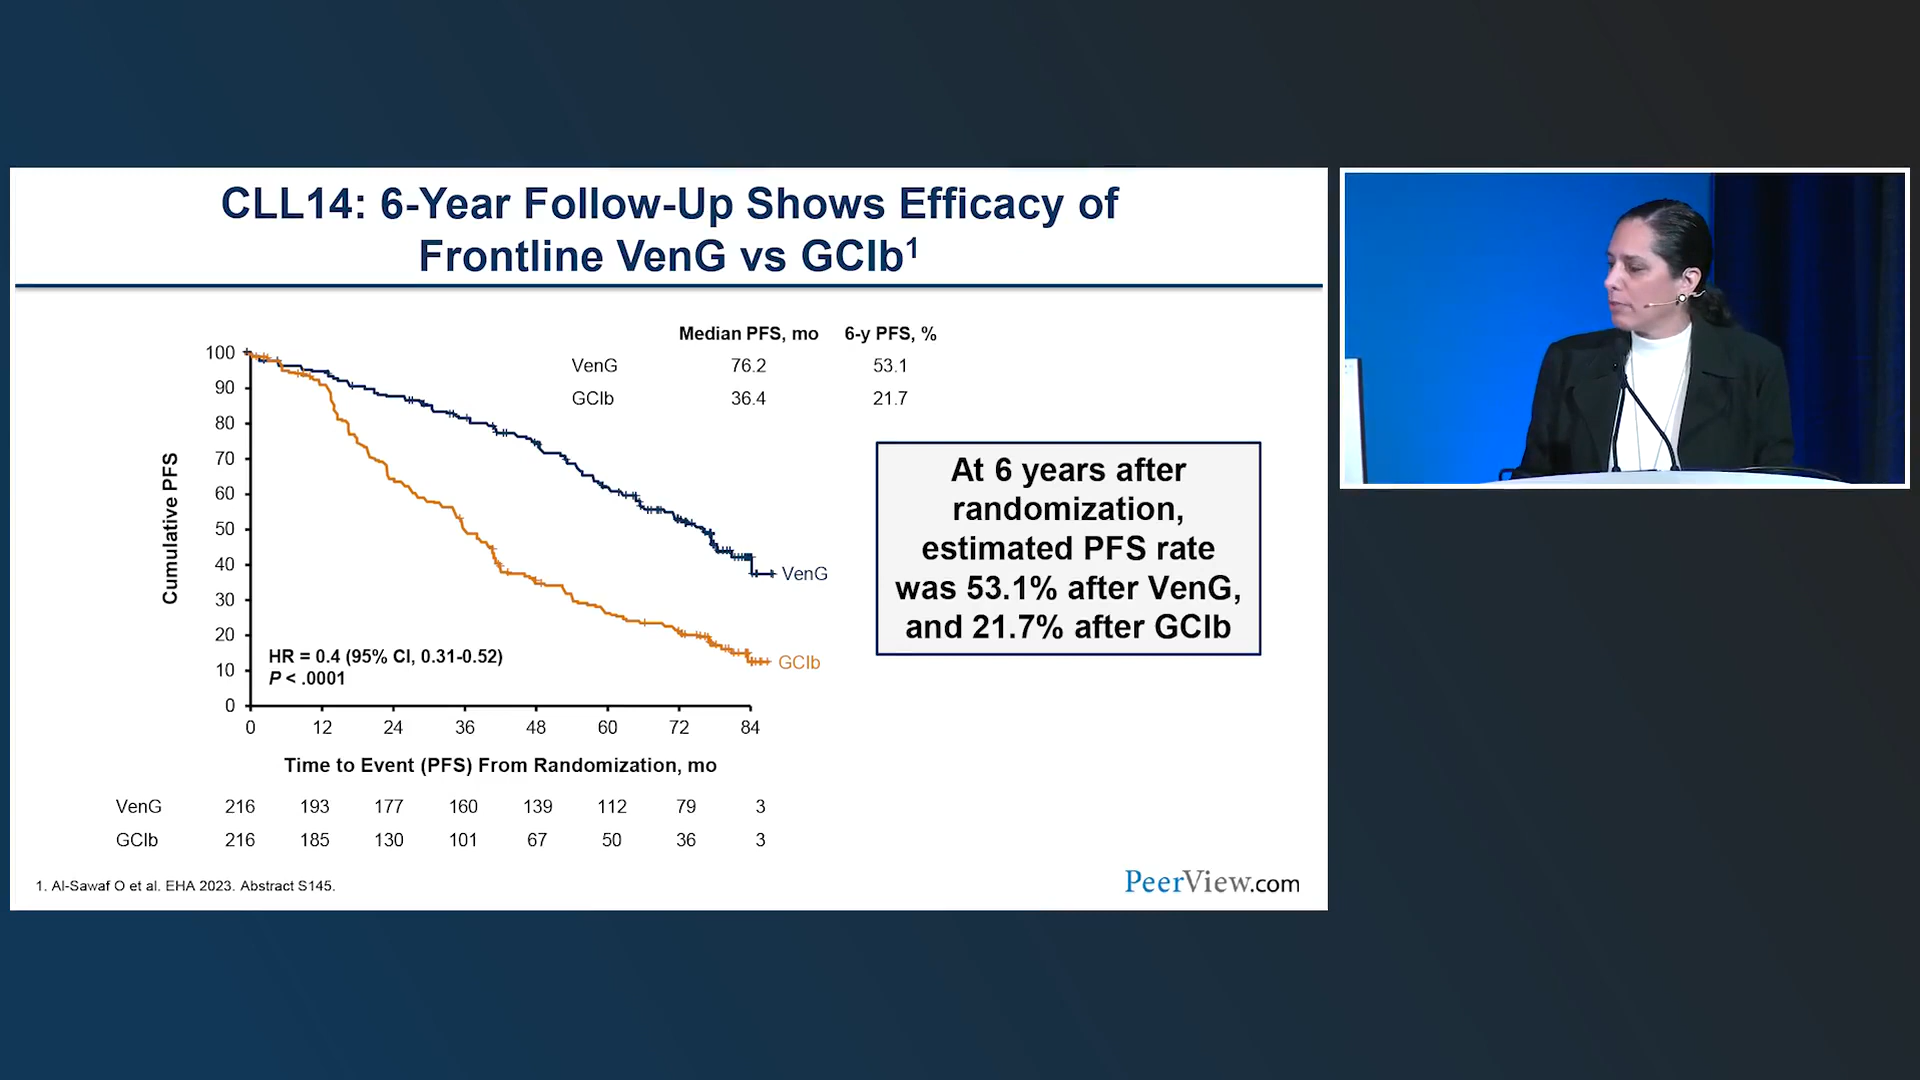 CLL14: 6-Year Follow-Up Shows Efficacy of
Frontline VenG vs GClb1
Median PFS, mo 6-y PFS, %
VenG 76.2 53.1
GClb 36.4 21.7
Cumulative PFS
100
90
80
70
60
50
40
30
20
10
0
VenG
GClb
HR = 0.4 (95% CI, 0.31-0.52)
P < .0001
0 12 24 36 48 60 72 84
Time to Event (PFS) From Randomization, mo
VenG 216 193 177 160 139 112 79 3
GClb 216 185 130 101 67 50 36 3
At 6 years after
randomization,
estimated PFS rate
was 53.1% after VenG,
and 21.7% after GClb
1. Al-Sawaf O et al. EHA 2023. Abstract S145.
PeerView.com